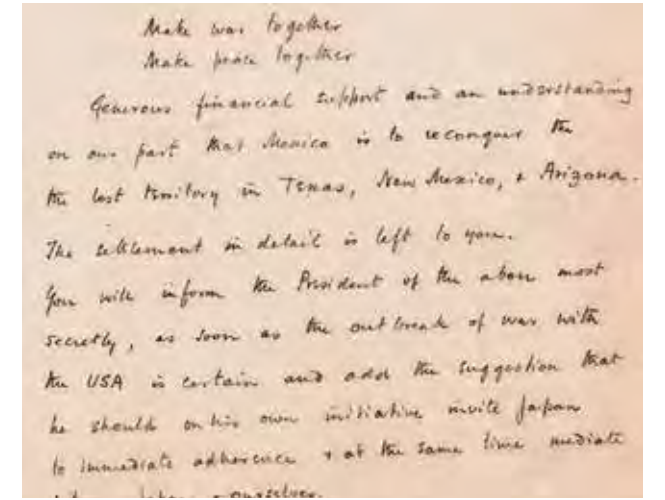 Make war together
Make peace together
Generous financial support and an understanding
on our part that Mexico is to reconquer the
the lost territory in Texas, New Mexico, & Arizona.
The settlement in detail is left to you.
You will inform the President of the above most
secretly, as soon as the outbreak of war with
the USA is certain and add the suggestion that
he should on his own initiative invite Japan
to immediate adherence & at the same time mediate
ourselves.